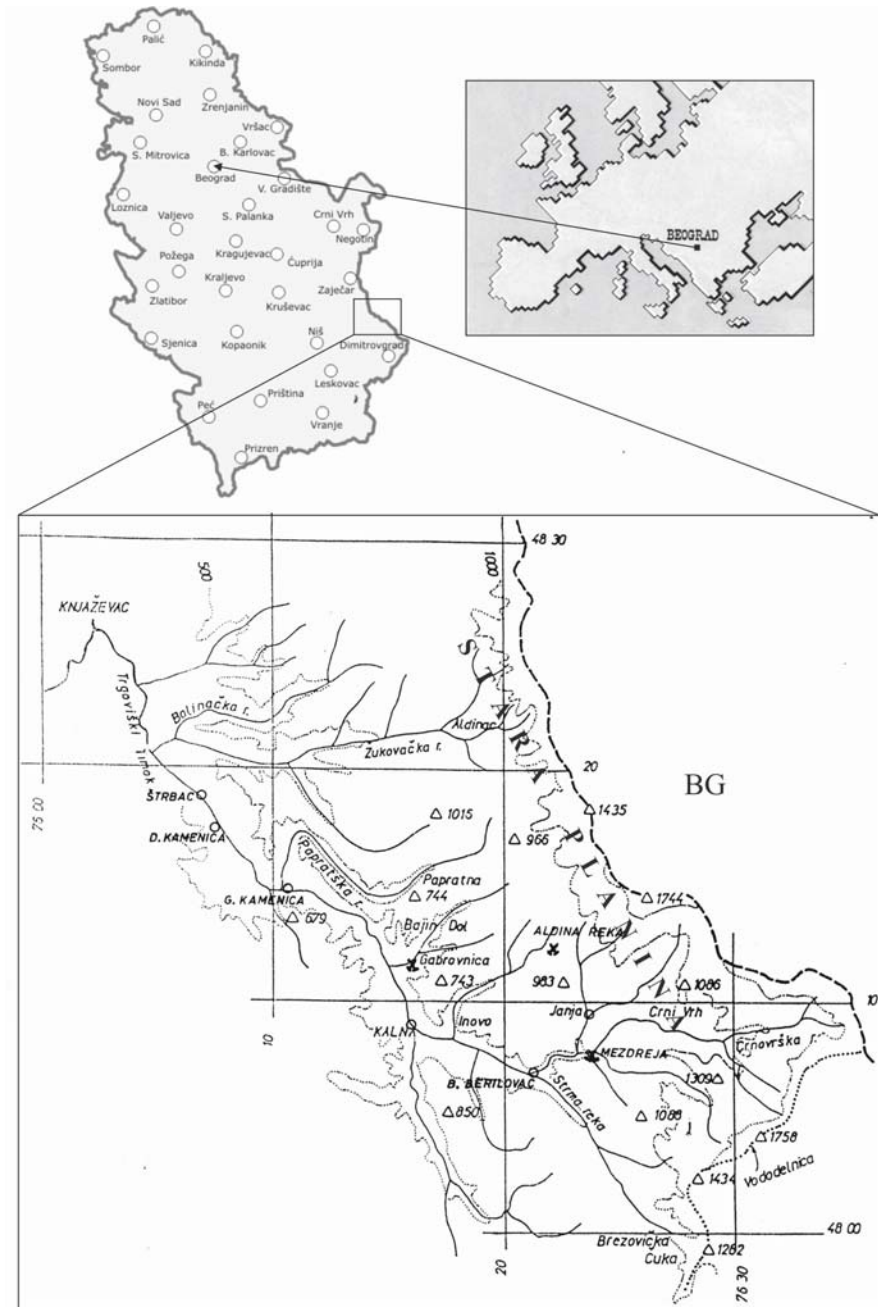 Palić
Sombor
Kikinda
Novi Sad
Zrenjanin
Vršac
S. Mitrovica
B. Karlovac
Beograd
V. Gradište
Loznica
Valjevo
S. Palanka
Crni Vrh
Negotin
Požega
Kragujevac
Ćuprija
Zlatibor
Kraljevo
Kruševac
Zaječar
Sjenica
Kopaonik
Niš
Dimitrovgrad
Leskovac
Peć
Priština
Vranje
Prizren
BEOGRAD
500
1000
48 30
KNJAŽEVAC
Trgoviški Timok
Balinačka r.
Aldinac
Žukovačka r.
STARA PLANINA
20
BG
75 00
ŠTRBAC
D. KAMENICA
1015
966
1435
Papratska r.
Papratna
744
G. KAMENICA
679
1744
Bajin Dol
ALDINA REKA
Gabrovnica
743
983
1086
10
KALNA
Inovo
Janja
Crni Vrh
Crnovrška r.
10
MEZDREJA
B. BERILOVAC
Strma reka
1309
850
1088
1758
Vododelnica
1434
48 00
Brezovička
Čuka
1282
20
76 30